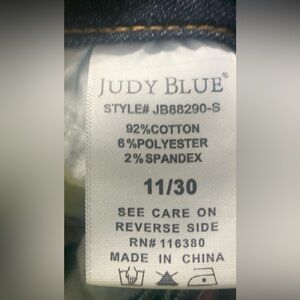 JUDY BLUE®
STYLE# JB88290-S
92%COTTON
6%POLYESTER
2%SPANDEX
11/30
SEE CARE ON
REVERSE SIDE
RN# 116380
MADE IN CHINA